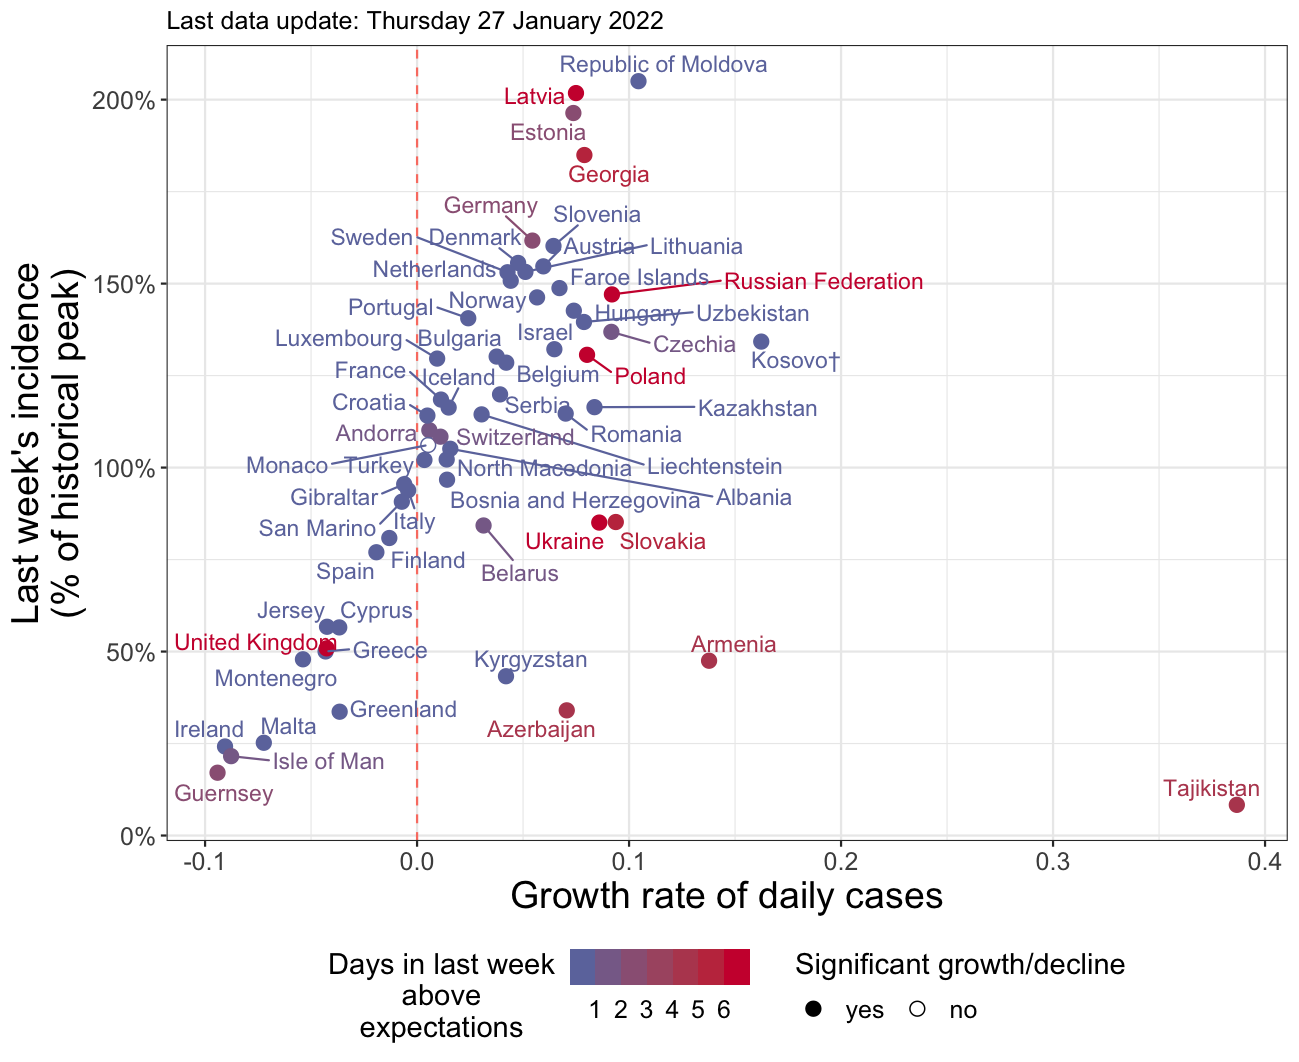 Last data update: Thursday 27 January 2022
Republic of Moldova
200%
Latvia
Estonia
Georgia
Germany
Slovenia
Sweden
Denmark
Austria
Lithuania
Netherlands
Faroe Islands
Russian Federation
150%
Portugal
Norway
Hungary
Uzbekistan
Luxembourg
Bulgaria
Israel
Czechia
Kosovo†
France
Iceland
Belgium
Poland
Croatia
Serbia
Kazakhstan
Andorra
Switzerland
Romania
100%
Monaco
Turkey
North Macedonia
Liechtenstein
Gibraltar
Bosnia and Herzegovina
Albania
San Marino
Italy
Ukraine
Slovakia
Spain
Finland
Belarus
Jersey
Cyprus
50%
United Kingdom
Greece
Armenia
Kyrgyzstan
Montenegro
Greenland
Ireland
Malta
Azerbaijan
Isle of Man
Guernsey
Tajikistan
0%
-0.1
0.0
0.1
0.2
0.3
0.4
Last week's incidence
(% of historical peak)
Growth rate of daily cases
Days in last week
above
expectations
1 2 3 4 5 6
Significant growth/decline
yes
no